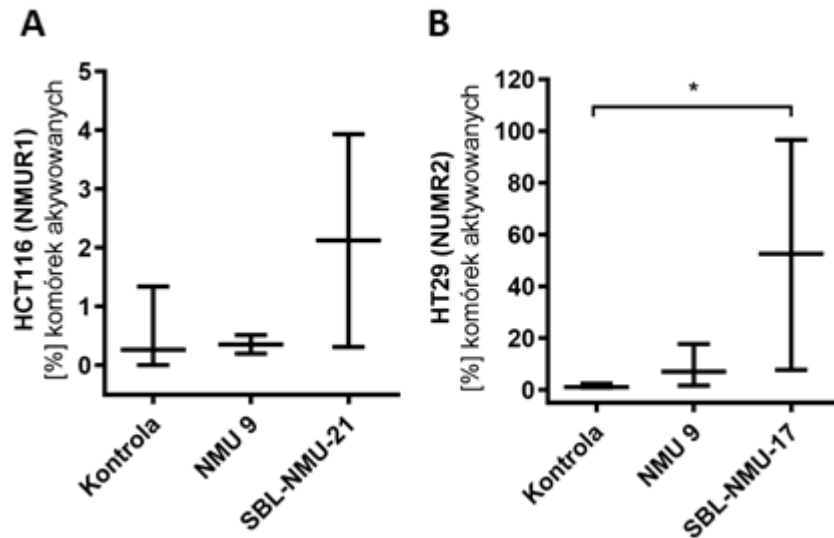 A
HCT116 (NMUR1)
[%] komórek akywowanych
5
4
3
2
1
0
Kontrola
NMU 9
SBL-NMU-21
B
HT29 (NUMR2)
[%] komórek aktywowanych
120
100
80
60
40
20
0
*
Kontrola
NMU 9
SBL-NMU-17